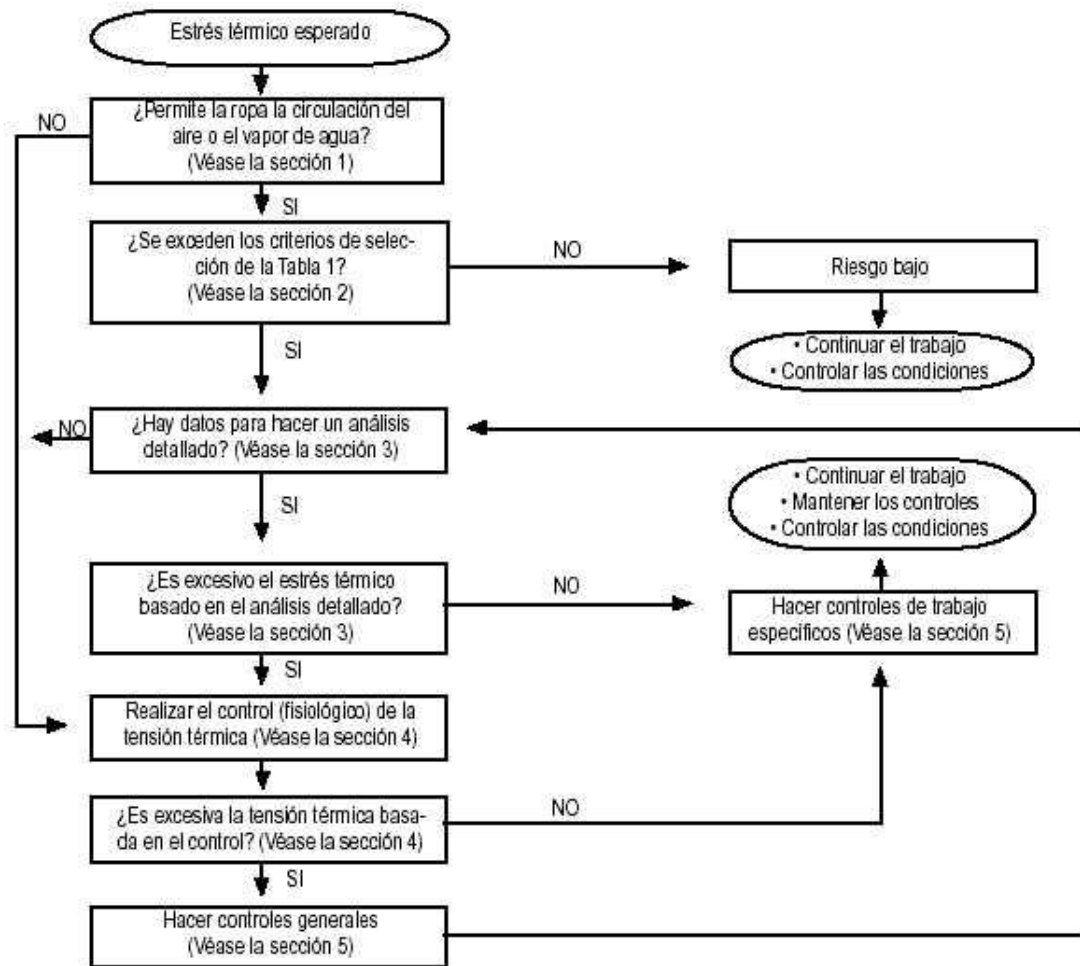 Estrés térmico esperado
NO
¿Permite la ropa la circulación del
aire o el vapor de agua?
(Véase la sección 1)
SI
¿Se exceden los criterios de selec-
ción de la Tabla 1?
(Véase la sección 2)
NO
Riesgo bajo
SI
• Continuar el trabajo
• Controlar las condiciones
NO
¿Hay datos para hacer un análisis
detallado? (Véase la sección 3)
SI
• Continuar el trabajo
• Mantener los controles
• Controlar las condiciones
¿Es excesivo el estrés térmico
basado en el análisis detallado?
(Véase la sección 3)
NO
Hacer controles de trabajo
específicos (Véase la sección 5)
SI
Realizar el control (fisiológico) de la
tensión térmica (Véase la sección 4)
¿Es excesiva la tensión térmica basa-
da en el control? (Véase la sección 4)
NO
SI
Hacer controles generales
(Véase la sección 5)